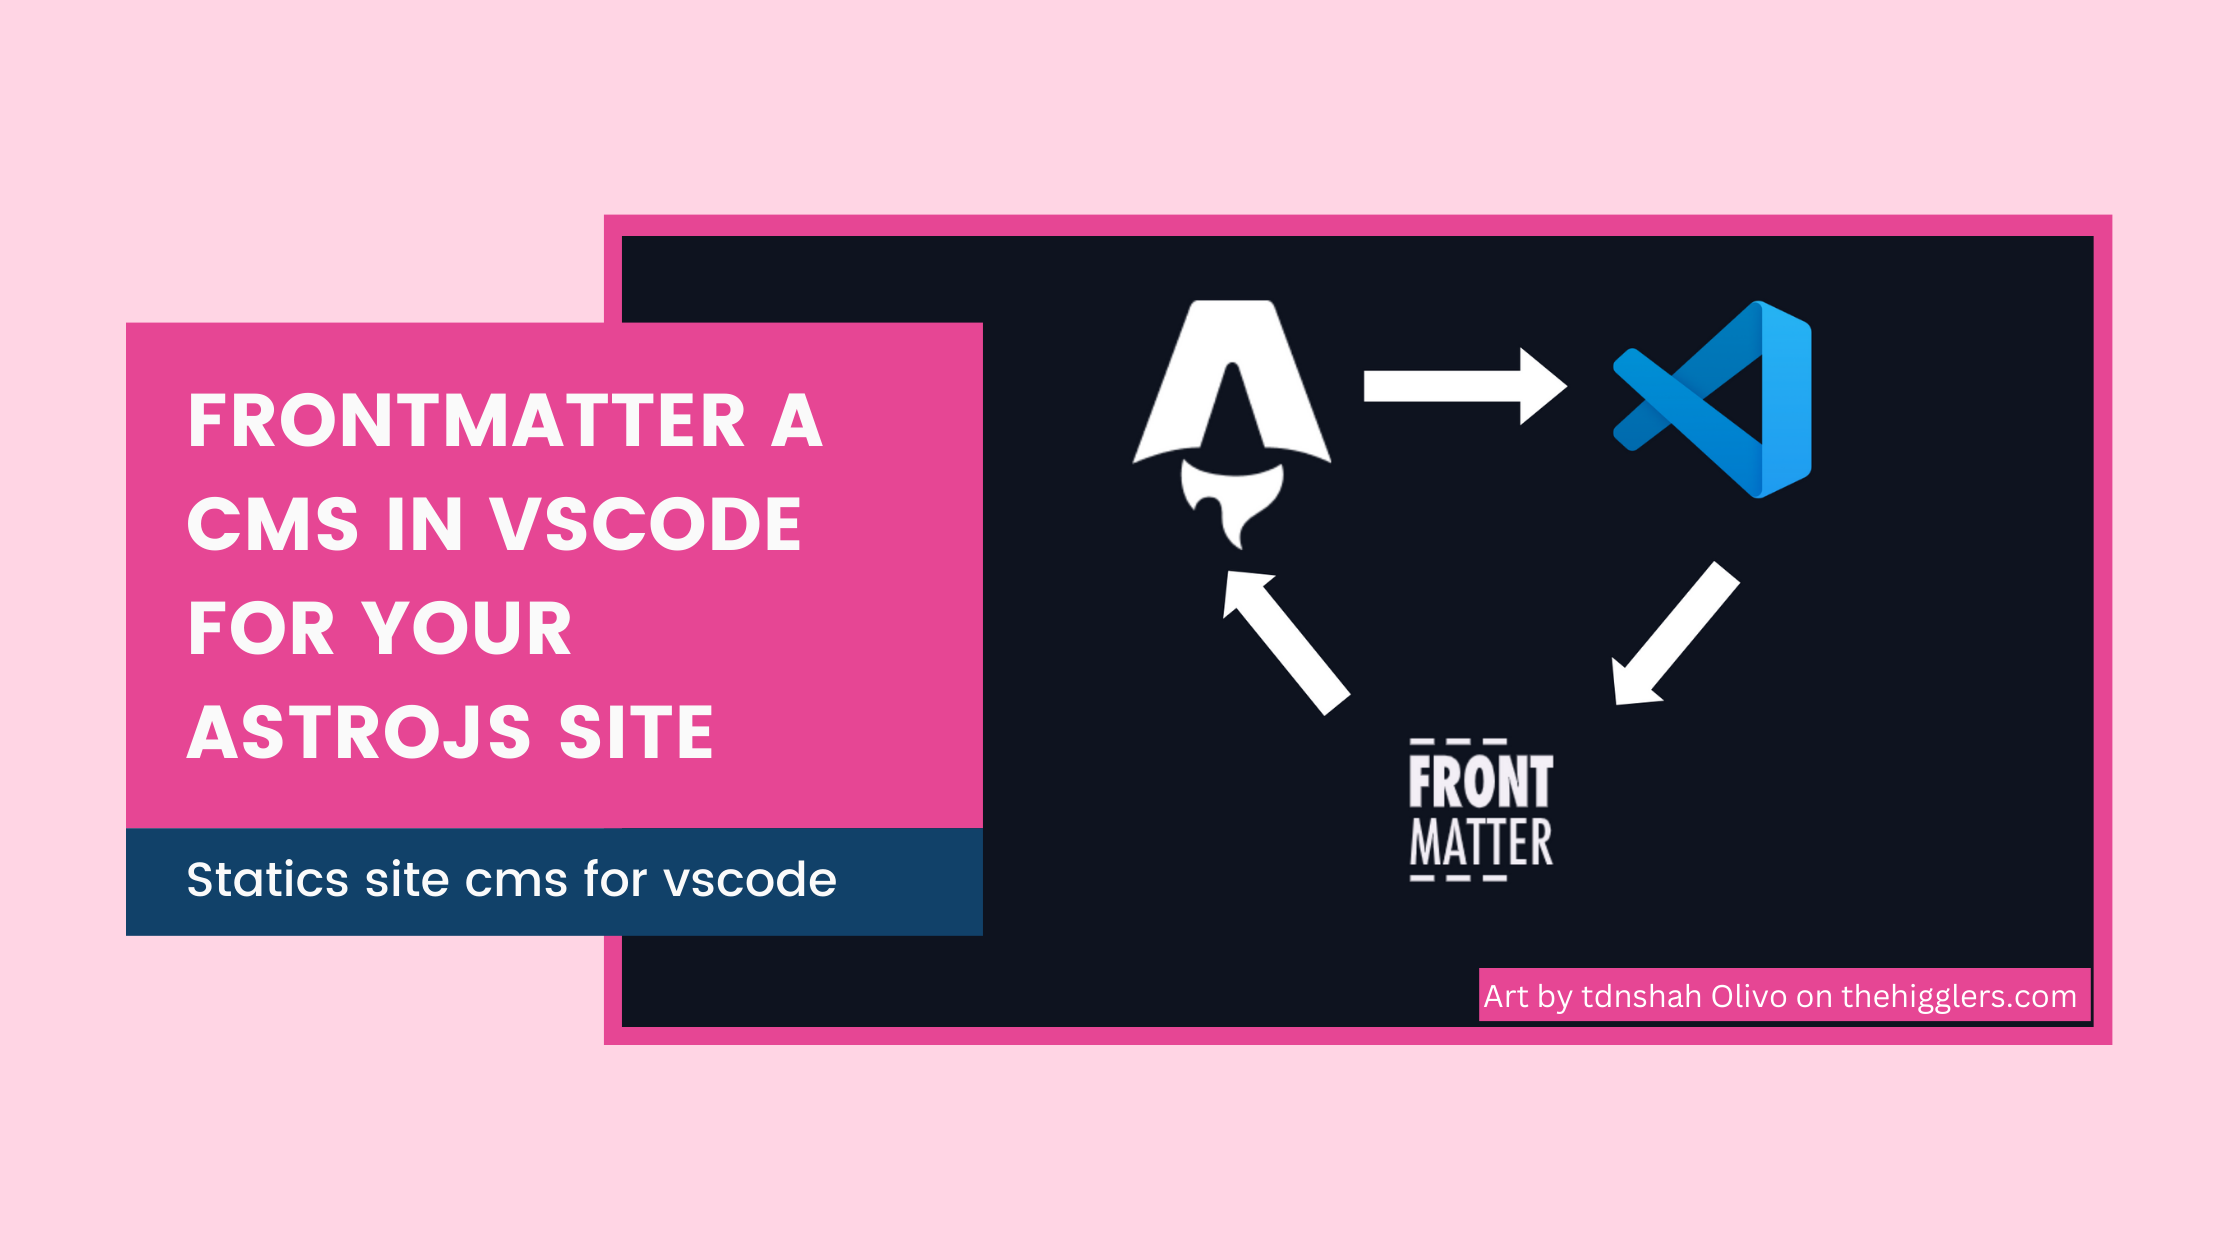 FRONTMATTER A
CMS IN VSCODE
FOR YOUR
ASTROJS SITE
Statics site cms for vscode
FRONT
MATTER
Art by tdnshah Olivo on thehigglers.com